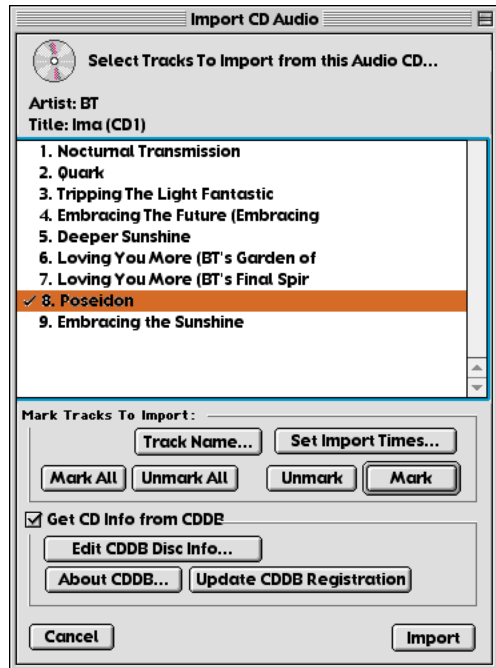 Import CD Audio
Select Tracks To Import from this Audio CD...
Artist: BT
Title: Ima (CD1)
1. Nocturnal Transmission
2. Quark
3. Tripping The Light Fantastic
4. Embracing The Future (Embracing
5. Deeper Sunshine
6. Loving You More (BT's Garden of
7. Loving You More (BT's Final Spir
✓ 8. Poseidon
9. Embracing the Sunshine
Mark Tracks To Import:
Track Name... Set Import Times...
Mark All Unmark All Unmark Mark
Get CD Info from CDDB
Edit CDDB Disc Info...
About CDDB... Update CDDB Registration
Cancel Import